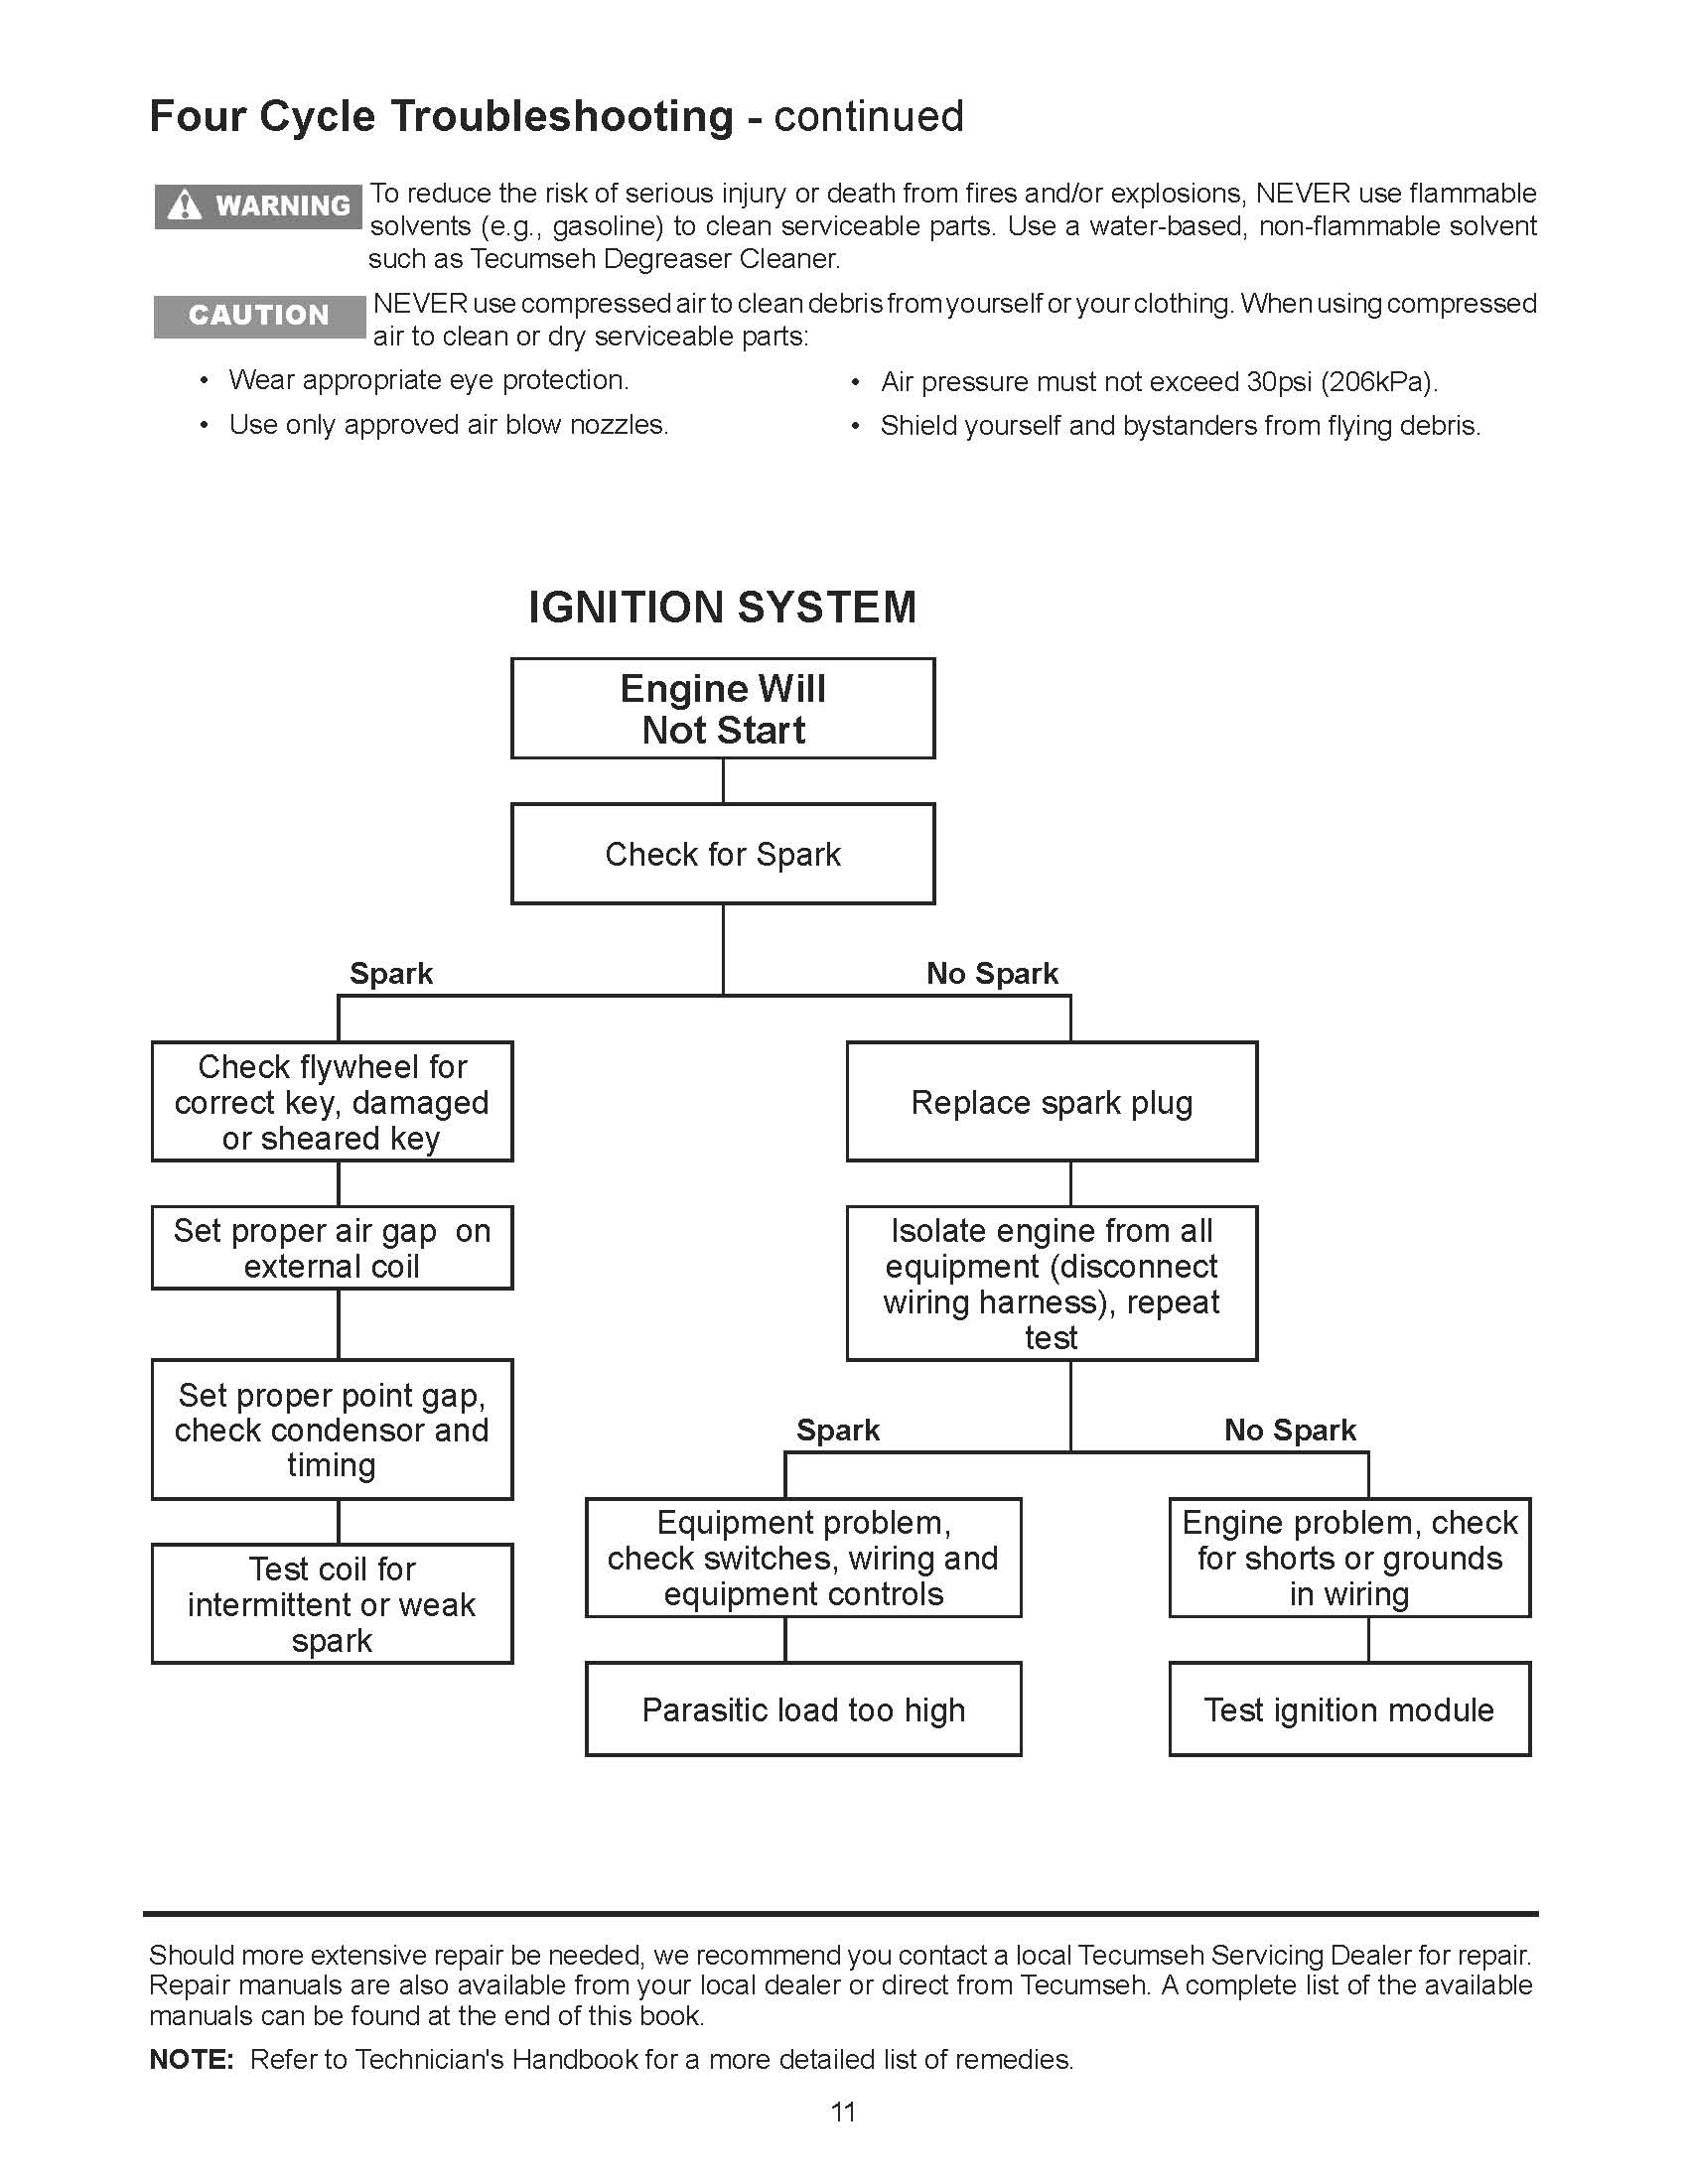 Four Cycle Troubleshooting - continued
WARNING To reduce the risk of serious injury or death from fires and/or explosions, NEVER use flammable
solvents (e.g., gasoline) to clean serviceable parts. Use a water-based, non-flammable solvent
such as Tecumseh Degreaser Cleaner.
CAUTION NEVER use compressed air to clean debris from yourself or your clothing. When using compressed
air to clean or dry serviceable parts:
• Wear appropriate eye protection.
• Use only approved air blow nozzles.
• Air pressure must not exceed 30psi (206kPa).
• Shield yourself and bystanders from flying debris.
IGNITION SYSTEM
Engine Will
Not Start
Check for Spark
Spark
No Spark
Check flywheel for
correct key, damaged
or sheared key
Set proper air gap on
external coil
Set proper point gap,
check condensor and
timing
Test coil for
intermittent or weak
spark
Replace spark plug
Isolate engine from all
equipment (disconnect
wiring harness), repeat
test
Spark
No Spark
Equipment problem,
check switches, wiring and
equipment controls
Parasitic load too high
Engine problem, check
for shorts or grounds
in wiring
Test ignition module
Should more extensive repair be needed, we recommend you contact a local Tecumseh Servicing Dealer for repair.
Repair manuals are also available from your local dealer or direct from Tecumseh. A complete list of the available
manuals can be found at the end of this book.
NOTE: Refer to Technician's Handbook for a more detailed list of remedies.
11